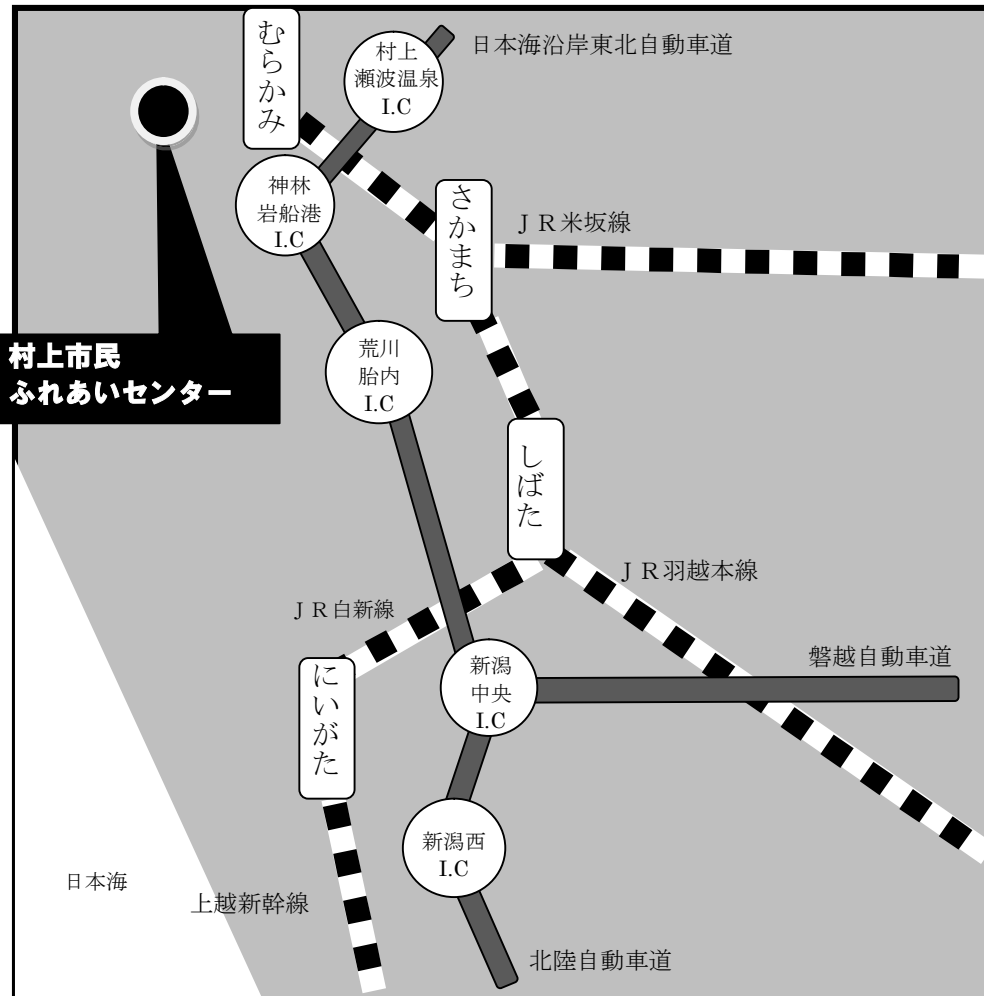 むらかみ
村上
瀬波温泉
I.C
日本海沿岸東北自動車道
神林
岩船港
I.C
さかまち
ＪＲ米坂線
村上市民
ふれあいセンター
荒川
胎内
I.C
しばた
ＪＲ羽越本線
ＪＲ白新線
にいがた
新潟
中央
I.C
磐越自動車道
新潟西
I.C
日本海
上越新幹線
北陸自動車道